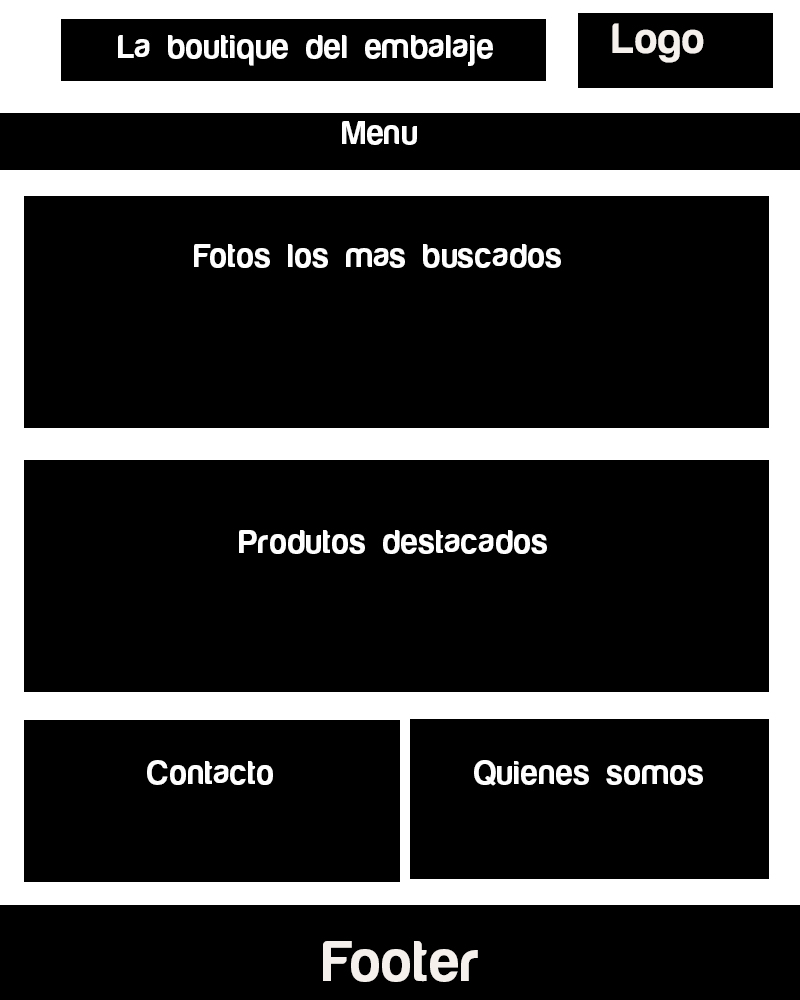 La boutique del embalaje
Logo
Menu
Fotos los mas buscados
Produtos destacados
Contacto
Quienes somos
Footer